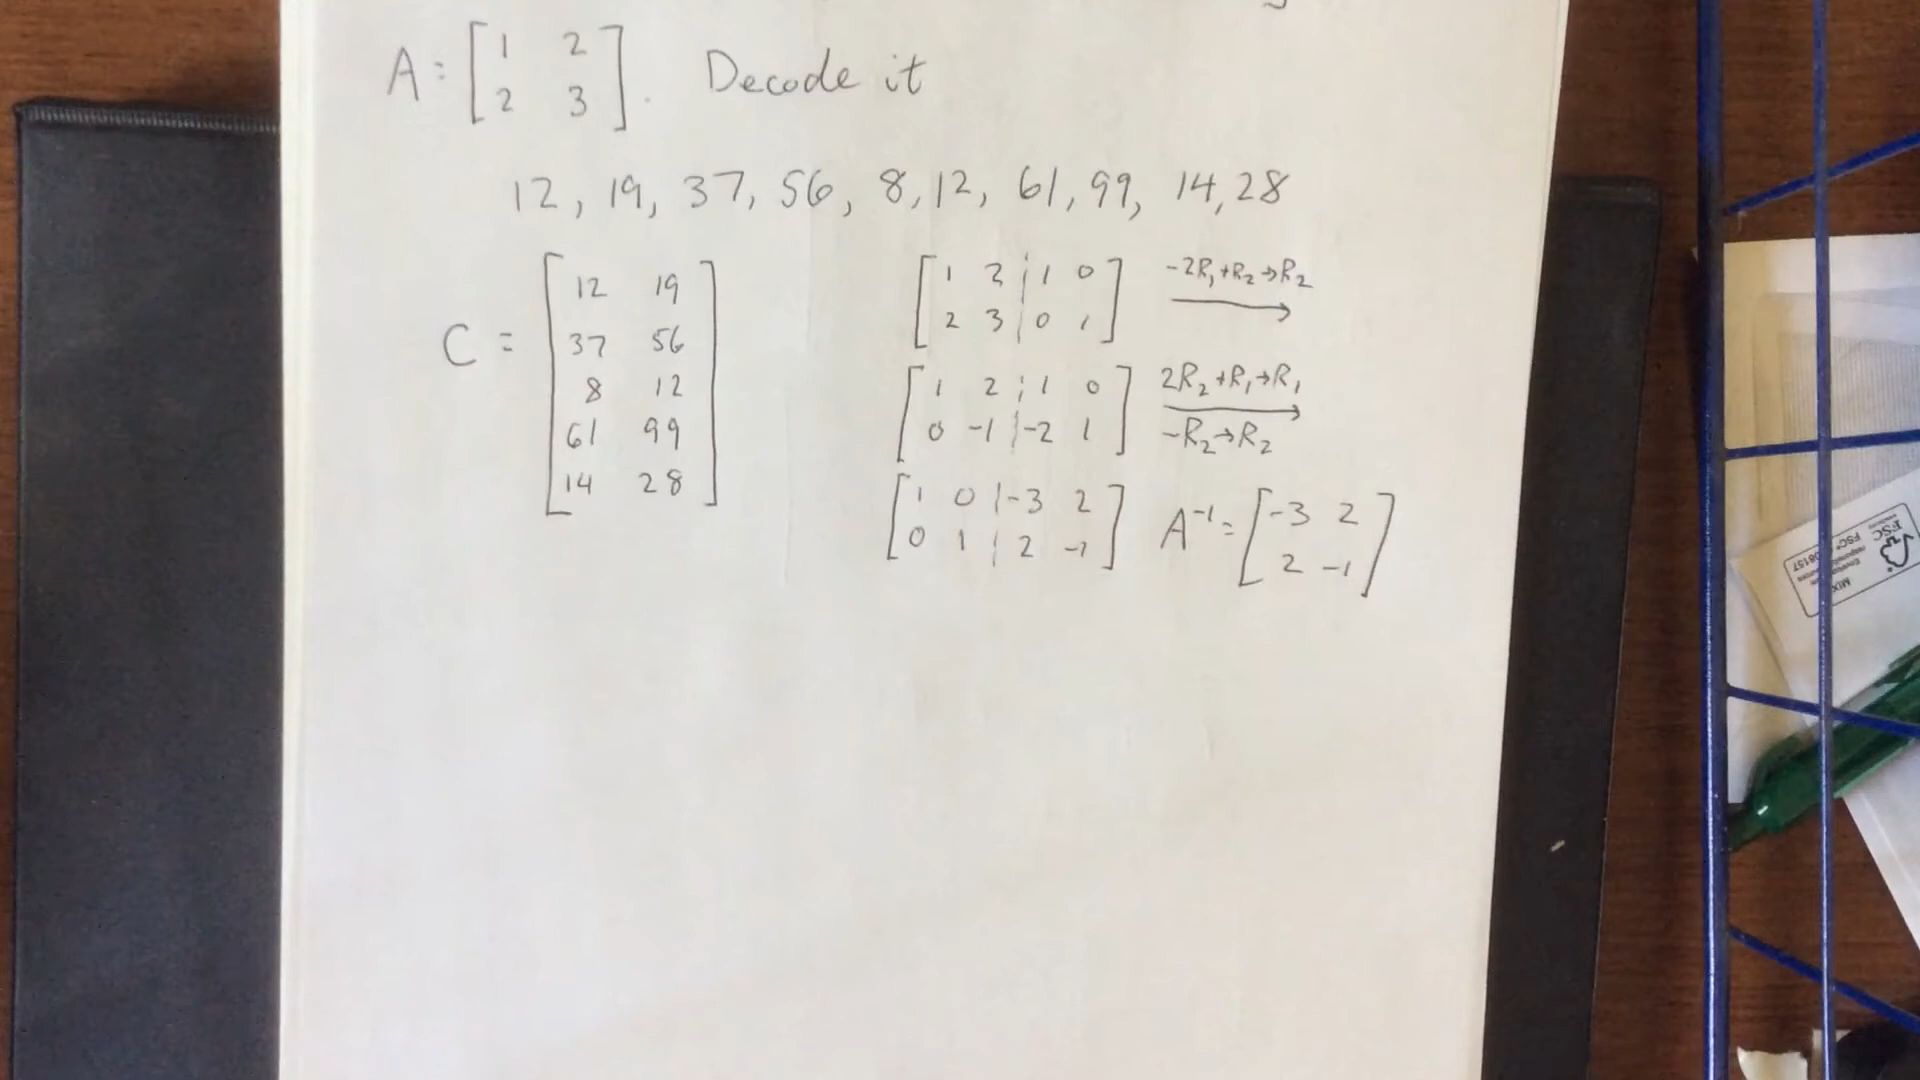 A = [1 2; 2 3]. Decode it
12, 19, 37, 56, 8, 12, 61, 99, 14, 28
C = [12 19; 37 56; 8 12; 61 99; 14 28]
[1 2 | 1 0; 2 3 | 0 1] -2R₁+R₂→R₂
[1 2 | 1 0; 0 -1 | -2 1] 2R₂+R₁→R₁
-R₂→R₂
[1 0 | -3 2; 0 1 | 2 -1] A⁻¹ = [-3 2; 2 -1]
FSC
MIX